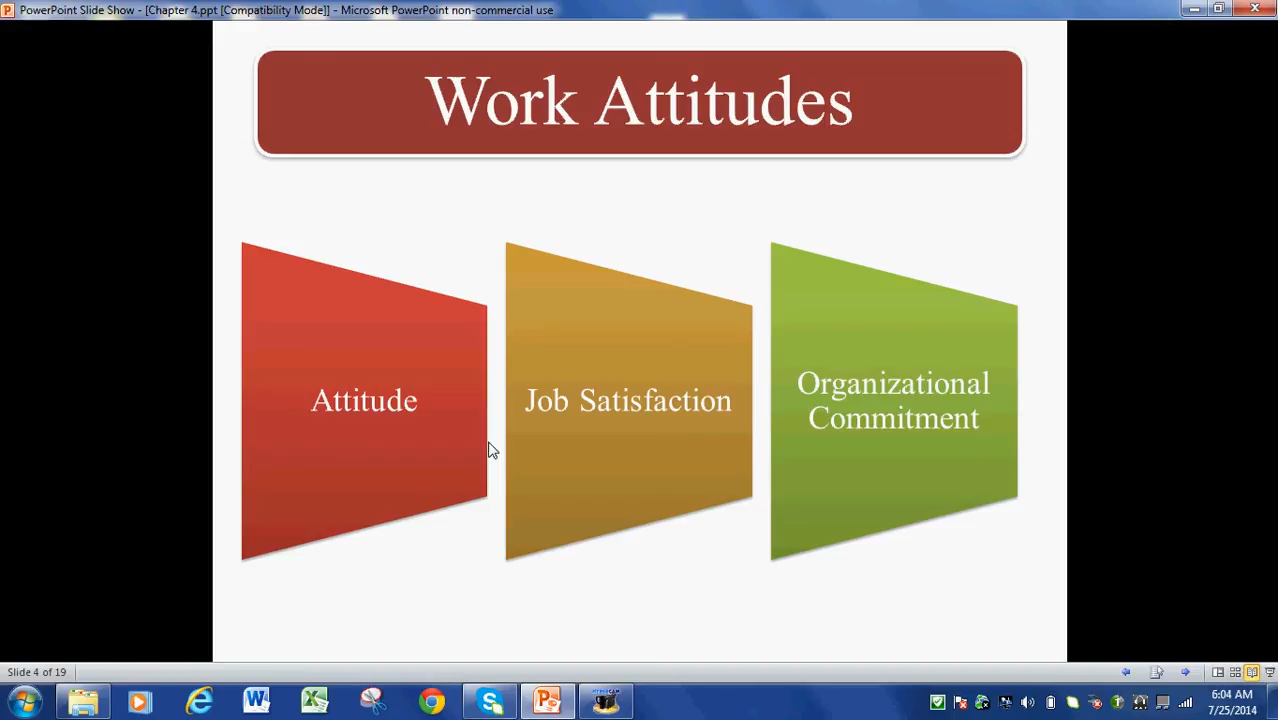 PowerPoint Slide Show - [Chapter 4.ppt [Compatibility Mode]] - Microsoft PowerPoint non-commercial use
Work Attitudes
Attitude
Job Satisfaction
Organizational
Commitment
Slide 4 of 19
6:04 AM
7/25/2014